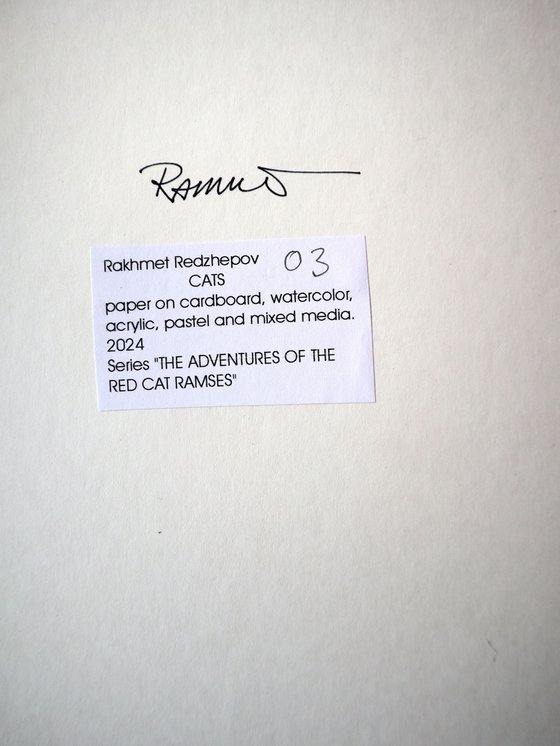 Rakhmet Redzhepov 03
CATS
paper on cardboard, watercolor,
acrylic, pastel and mixed media.
2024
Series "THE ADVENTURES OF THE
RED CAT RAMSES"